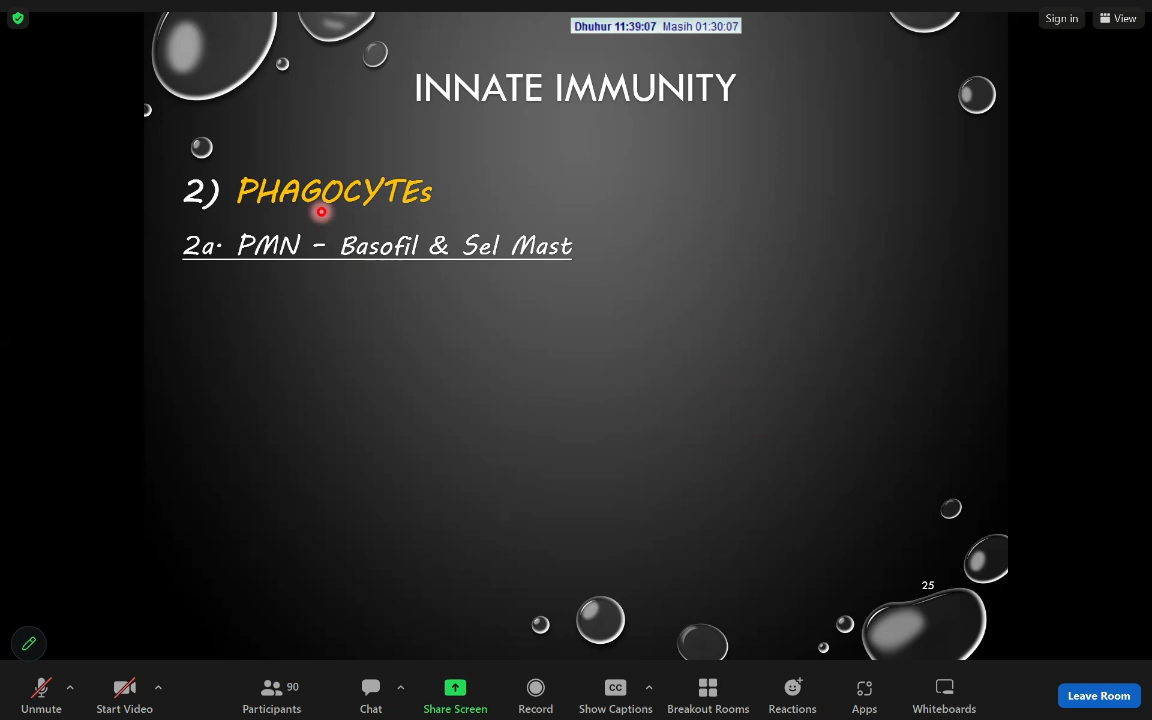 Dhuhur 11:39:07 Masih 01:30:07
Sign in
View
INNATE IMMUNITY
2) PHAGOCYTEs
2a. PMN - Basofil & Sel Mast
25
Unmute
Start Video
90
Participants
Chat
Share Screen
Record
CC
Show Captions
Breakout Rooms
Reactions
Apps
Whiteboards
Leave Room